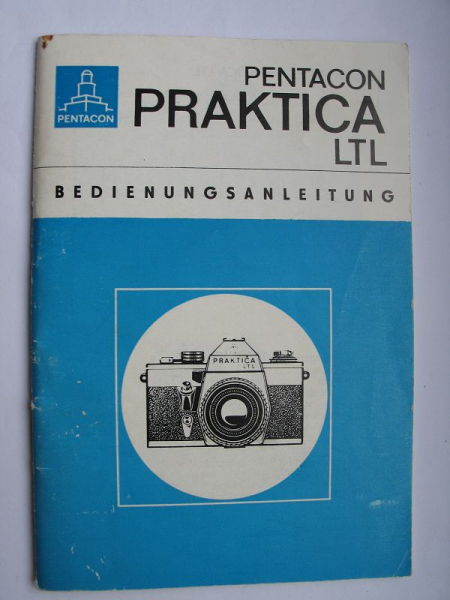 PENTACON
PENTACON
PRAKTICA
LTL
BEDIENUNGSANLEITUNG
PRAKTICA
LTL